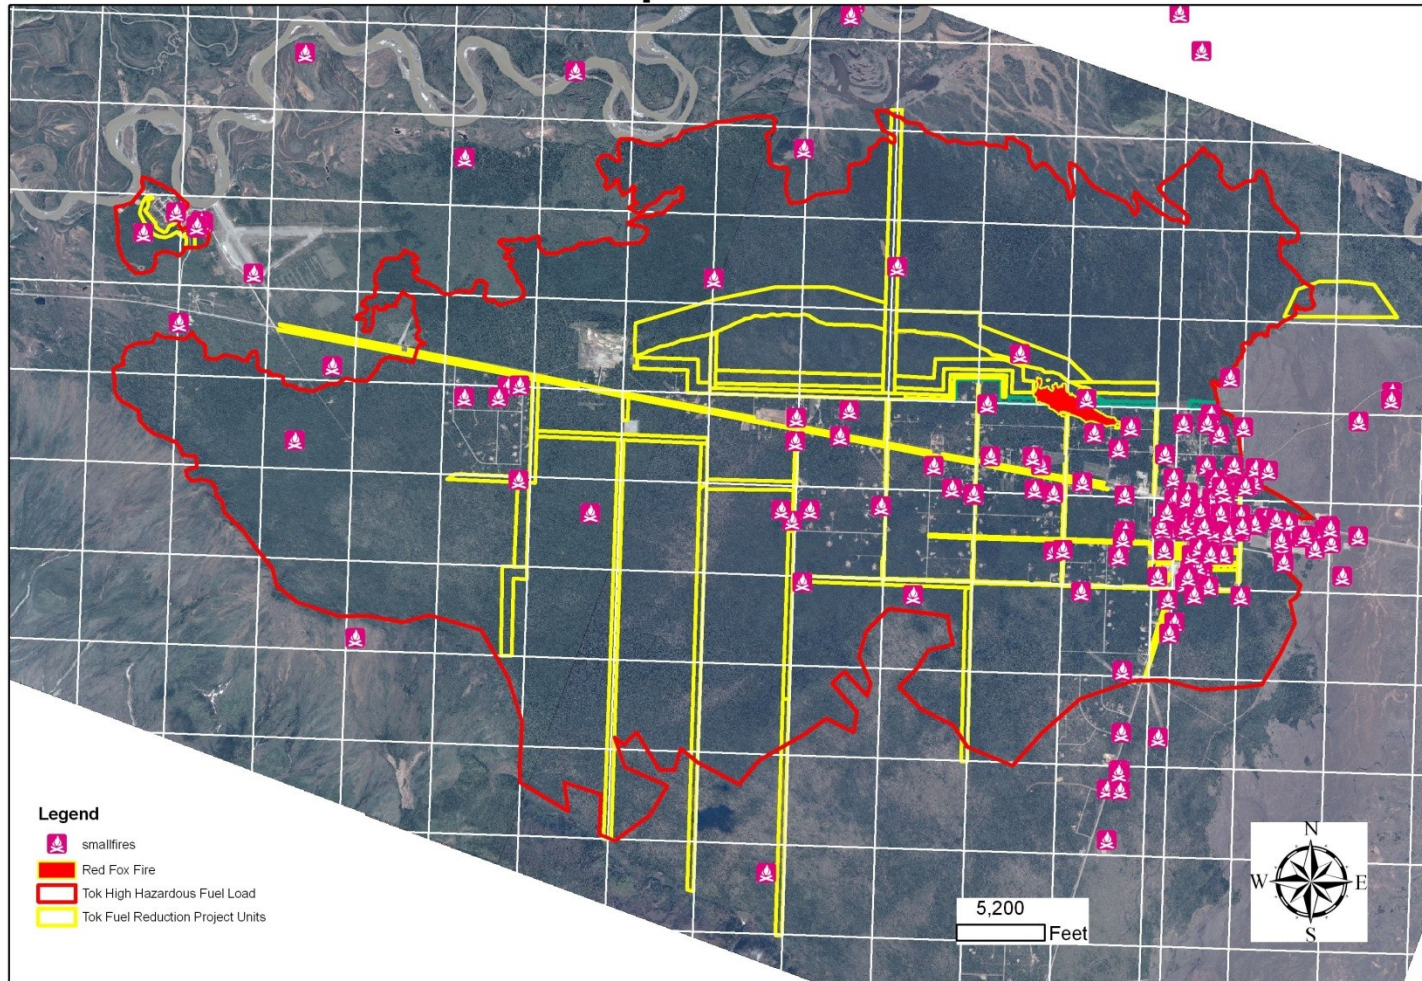 Legend
smallfires
Red Fox Fire
Tok High Hazardous Fuel Load
Tok Fuel Reduction Project Units
5,200
Feet
N
W
E
S